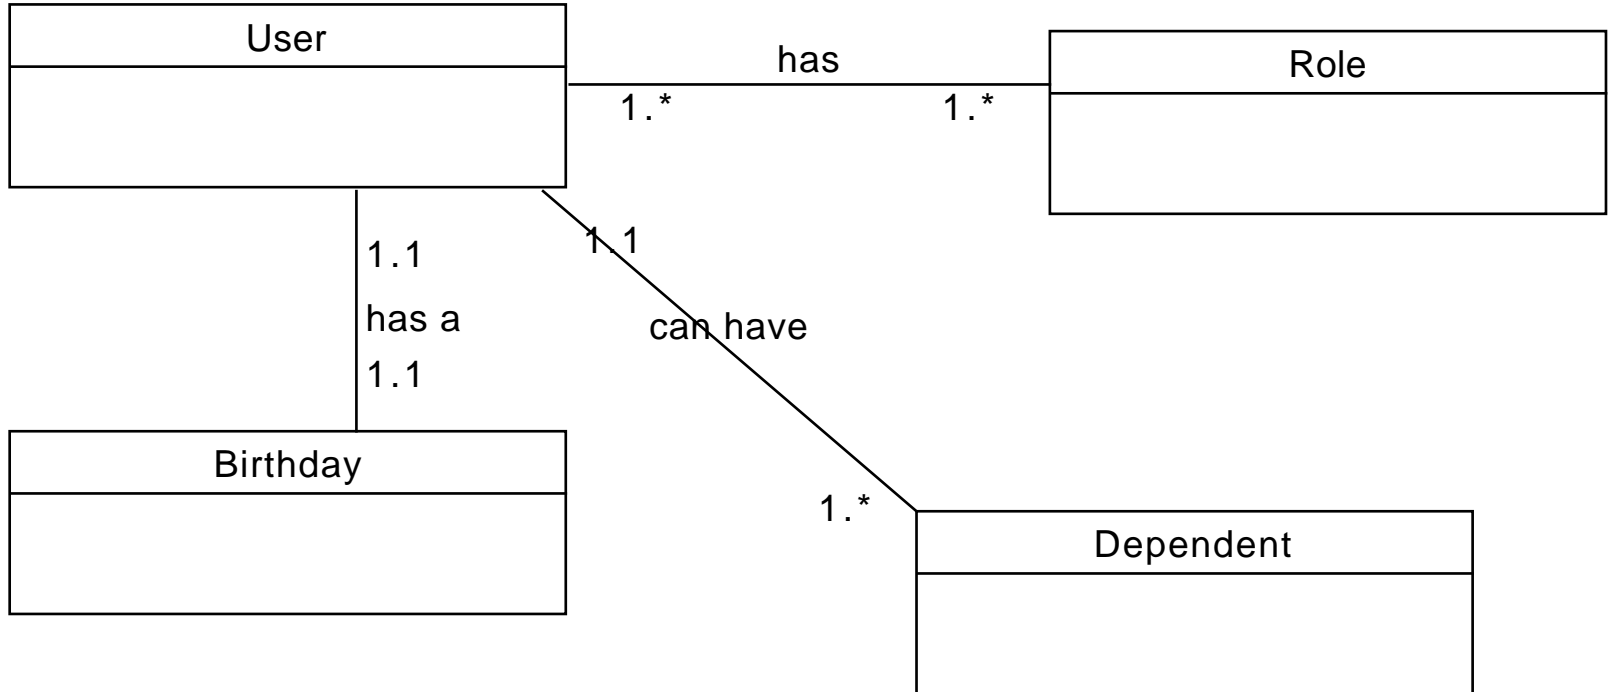 User
has
Role
1.*
1.*
1.1
1.1
has a
can have
1.1
Birthday
1.*
Dependent